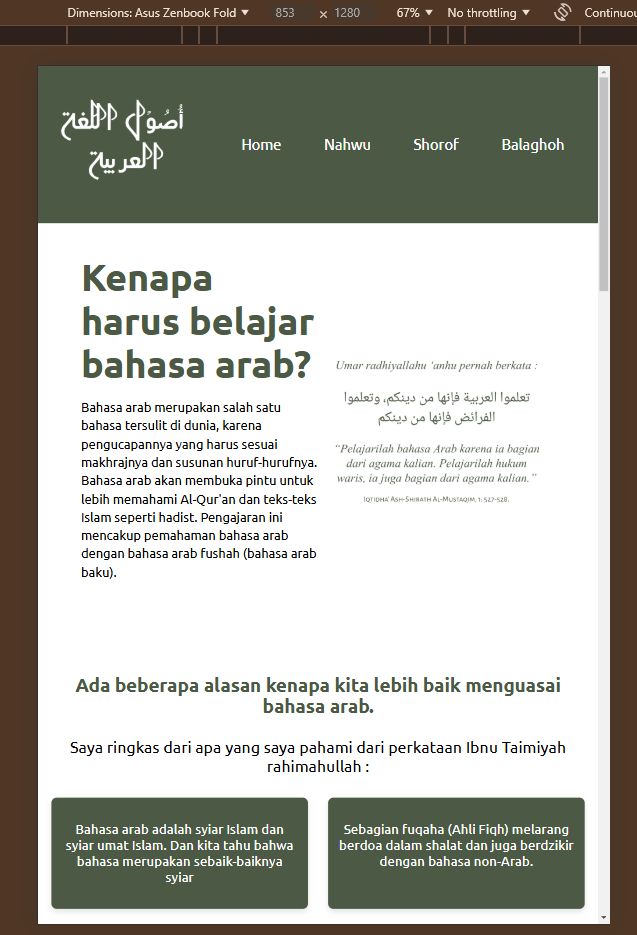 Dimensions: Asus Zenbook Fold ▼ 853 × 1280 67% ▼ No throttling ▼ Continuou
أصول اللغة
العربية
Home Nahwu Shorof Balaghoh
Kenapa
harus belajar
bahasa arab?
Bahasa arab merupakan salah satu
bahasa tersulit di dunia, karena
pengucapannya yang harus sesuai
makhrajnya dan susunan huruf-hurufnya.
Bahasa arab akan membuka pintu untuk
lebih memahami Al-Qur'an dan teks-teks
Islam seperti hadist. Pengajaran ini
mencakup pemahaman bahasa arab
dengan bahasa arab fushah (bahasa arab
baku).
Umar radhiyallahu ‘anhu pernah berkata :
تعلموا العربية فإنها من دينكم، وتعلموا
الفرائض فإنها من دينكم
“Pelajarilah bahasa Arab karena ia bagian
dari agama kalian. Pelajarilah hukum
waris, ia juga bagian dari agama kalian.”
Iqtidha’ Ash-Shirath Al-Mustaqim, 1: 527-528.
Ada beberapa alasan kenapa kita lebih baik menguasai
bahasa arab.
Saya ringkas dari apa yang saya pahami dari perkataan Ibnu Taimiyah
rahimahullah :
Bahasa arab adalah syiar Islam dan
syiar umat Islam. Dan kita tahu bahwa
bahasa merupakan sebaik-baiknya
syiar
Sebagian fuqaha (Ahli Fiqh) melarang
berdoa dalam shalat dan juga berdzikir
dengan bahasa non-Arab.